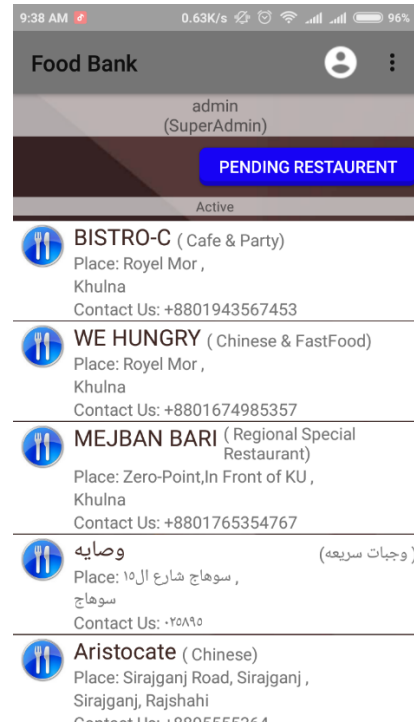 9:38 AM 0.63K/s 96%
Food Bank
admin
(SuperAdmin)
PENDING RESTAURENT
Active
BISTRO-C ( Cafe & Party)
Place: Royel Mor ,
Khulna
Contact Us: +8801943567453
WE HUNGRY ( Chinese & FastFood)
Place: Royel Mor ,
Khulna
Contact Us: +8801674985357
MEJBAN BARI ( Regional Special
Restaurant)
Place: Zero-Point,In Front of KU ,
Khulna
Contact Us: +8801765354767
وصايه ( وجبات سريعه)
Place: سوهاج شارع ال١٥ ,
سوهاج
Contact Us: ٠٢٥٨٩٥
Aristocate ( Chinese)
Place: Sirajganj Road, Sirajganj ,
Sirajganj, Rajshahi
Contact Us: +8805555264